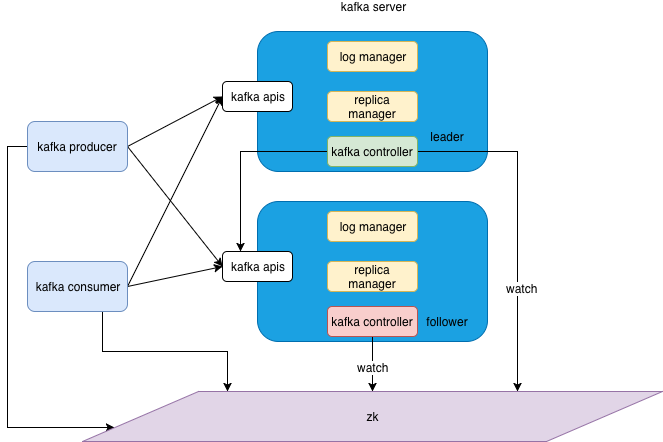 kafka server
log manager
kafka apis
replica
manager
leader
kafka producer
kafka controller
log manager
kafka apis
replica
manager
kafka consumer
watch
kafka controller
follower
watch
zk